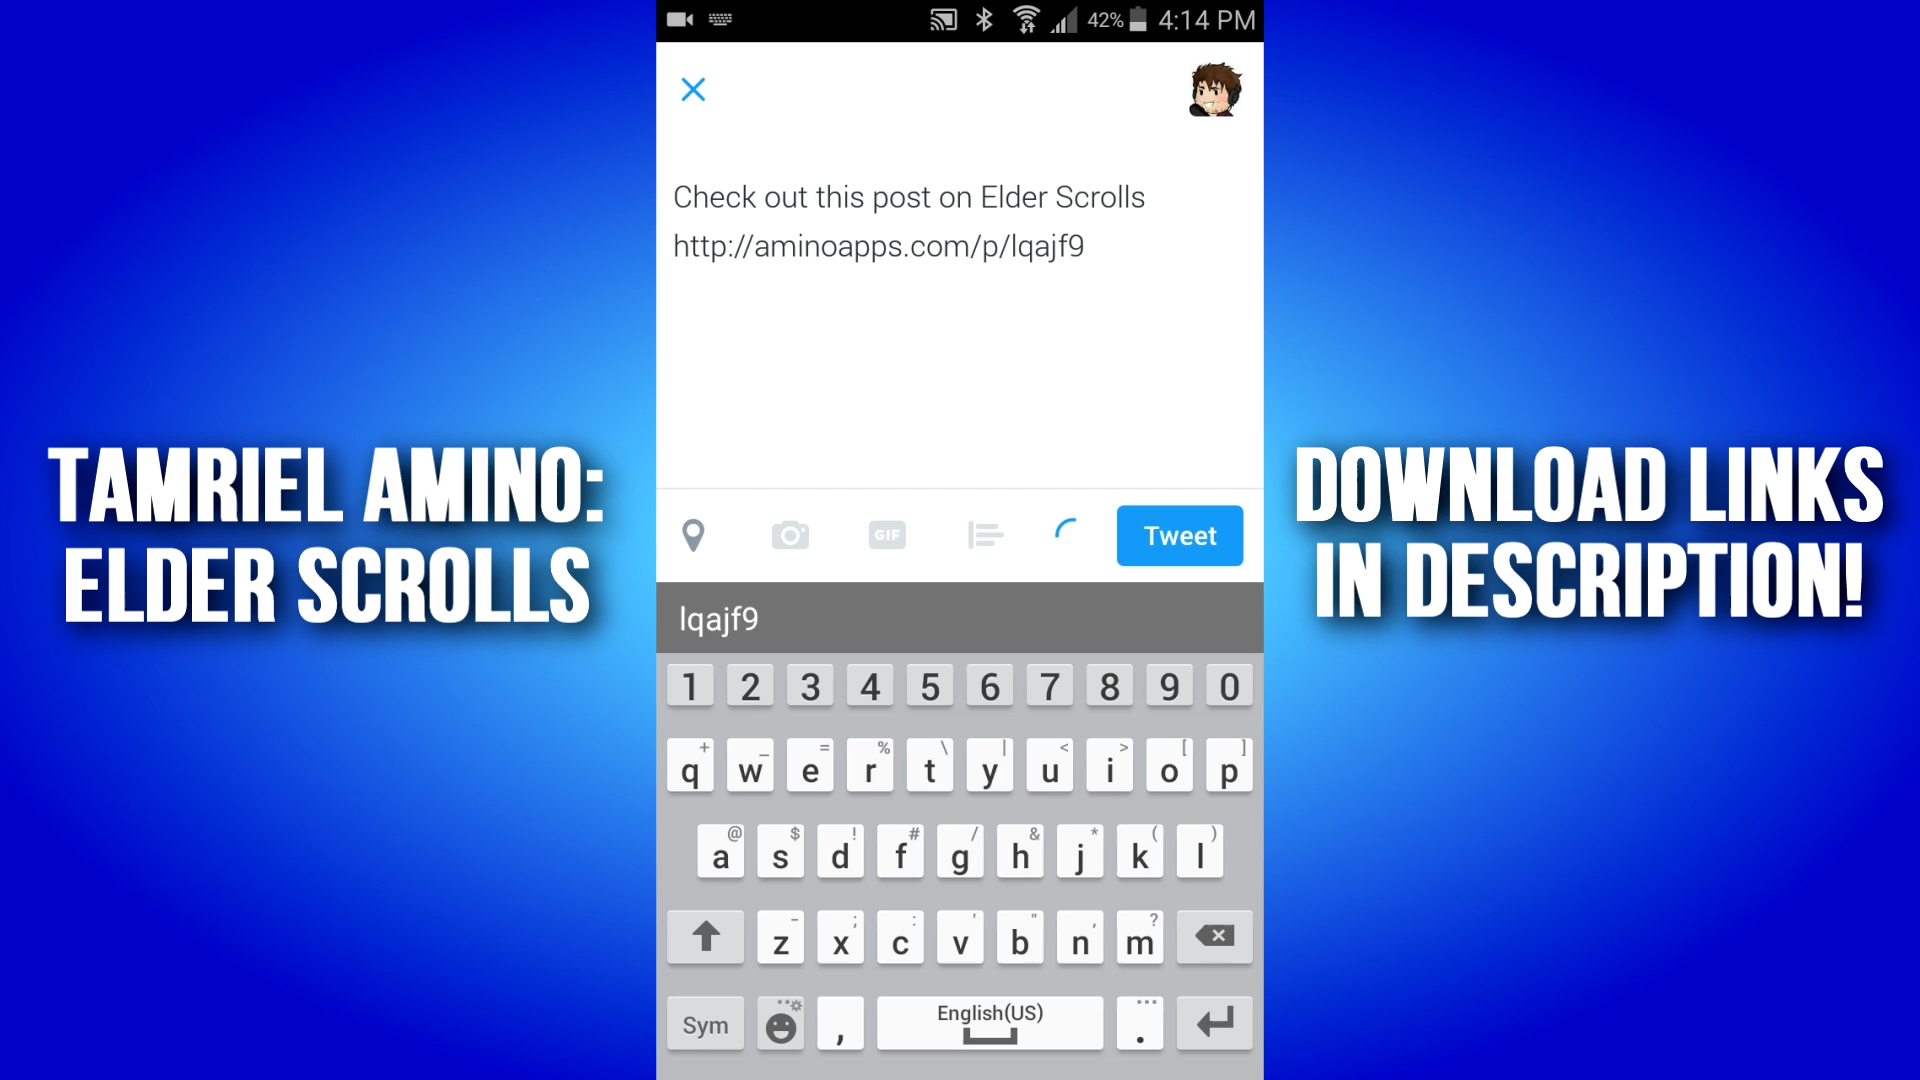 42% 4:14 PM
Check out this post on Elder Scrolls
http://aminoapps.com/p/lqajf9
TAMRIEL AMINO:
ELDER SCROLLS
DOWNLOAD LINKS
IN DESCRIPTION!
GIF
Tweet
lqajf9
1 2 3 4 5 6 7 8 9 0
+ _ = % \ | < > [ ]
q w e r t y u i o p
@ $ ! # / & * ( )
a s d f g h j k l
- ; : ' " , ?
z x c v b n m
Sym , English(US) .